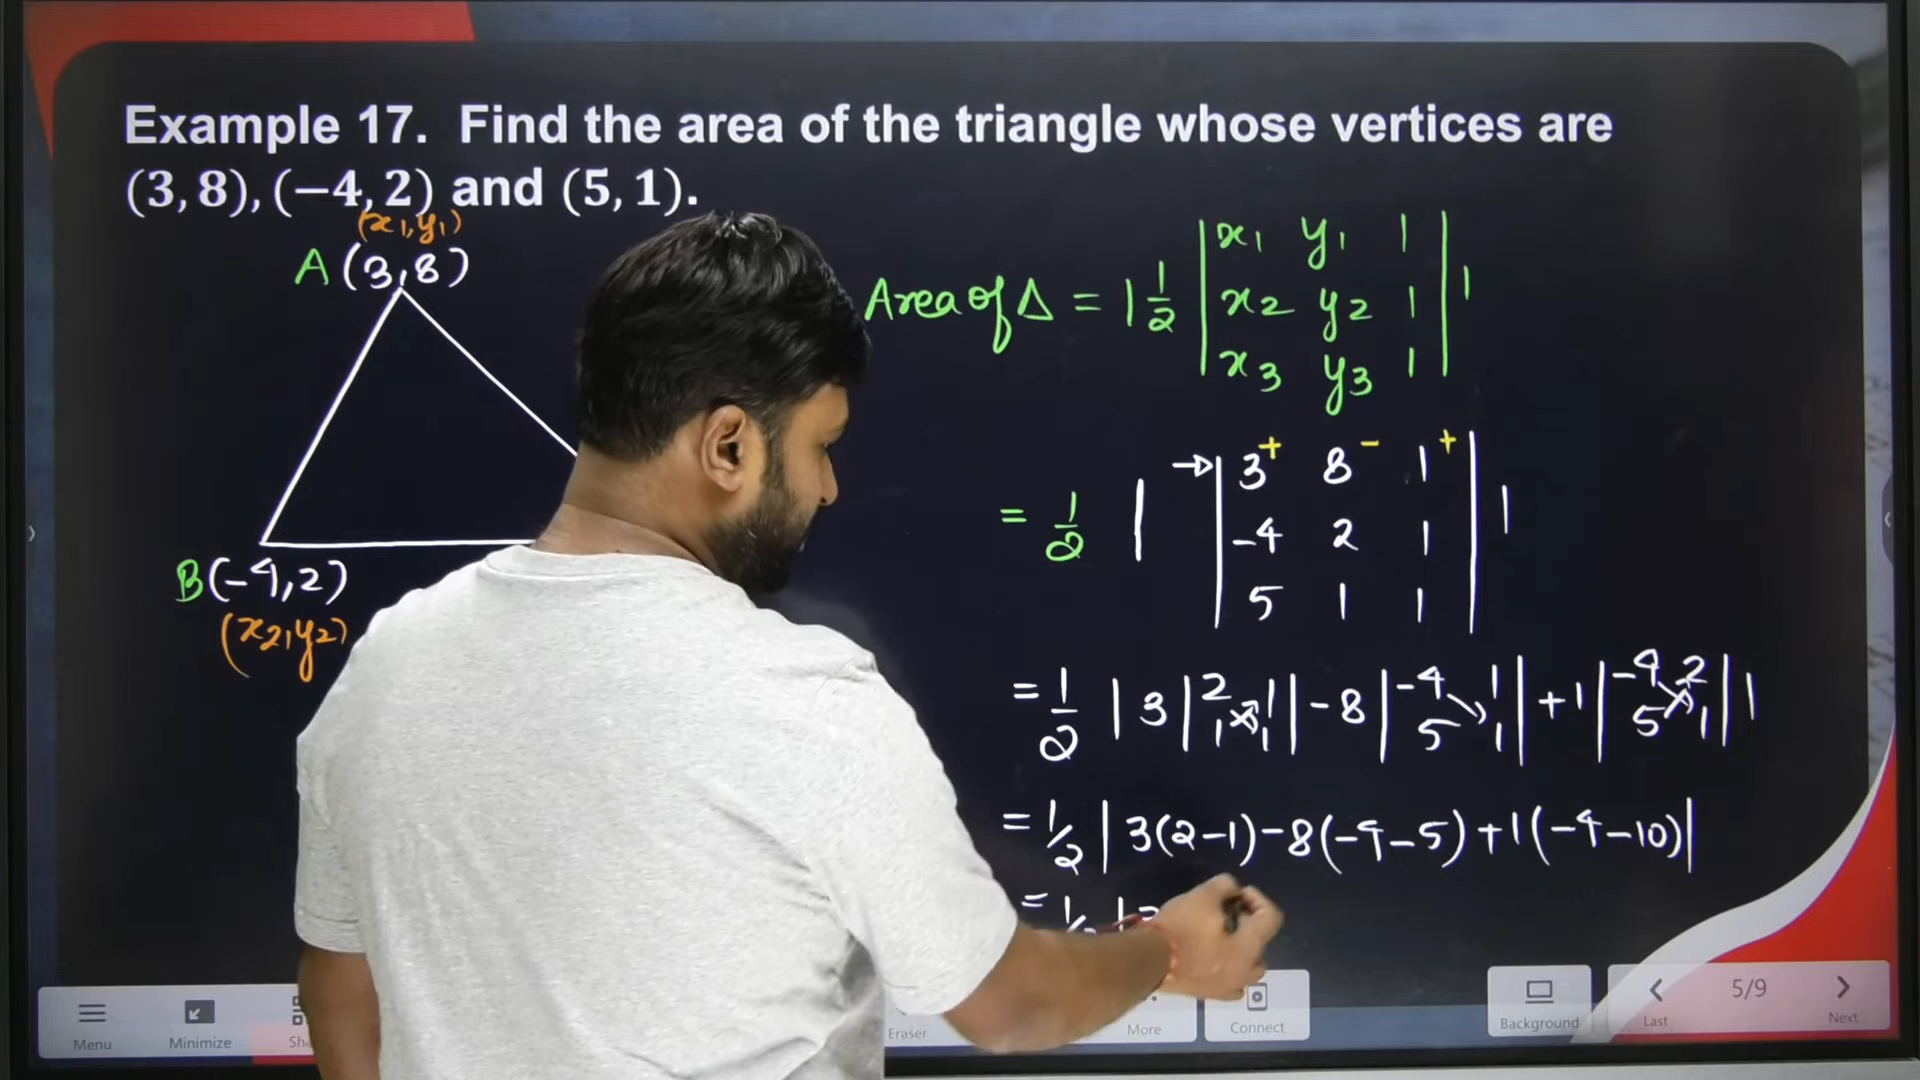 Example 17. Find the area of the triangle whose vertices are
(3, 8), (−4, 2) and (5, 1).
(x1, y1)
A (3, 8)
B (-4, 2)
(x2, y2)
Area of Δ = | 1/2 | x1 y1 1 | |
x2 y2 1
x3 y3 1
= 1/2 | → | 3+ 8- 1+ | |
-4 2 1
5 1 1
= 1/2 | 3 | 2 1 | - 8 | -4 1 | + 1 | -4 2 | |
1 1 5 1 5 1
= 1/2 | 3(2-1) - 8(-4-5) + 1(-4-10) |
= 1/
Menu
Minimize
Eraser
More
Connect
Background
Last
5/9
Next